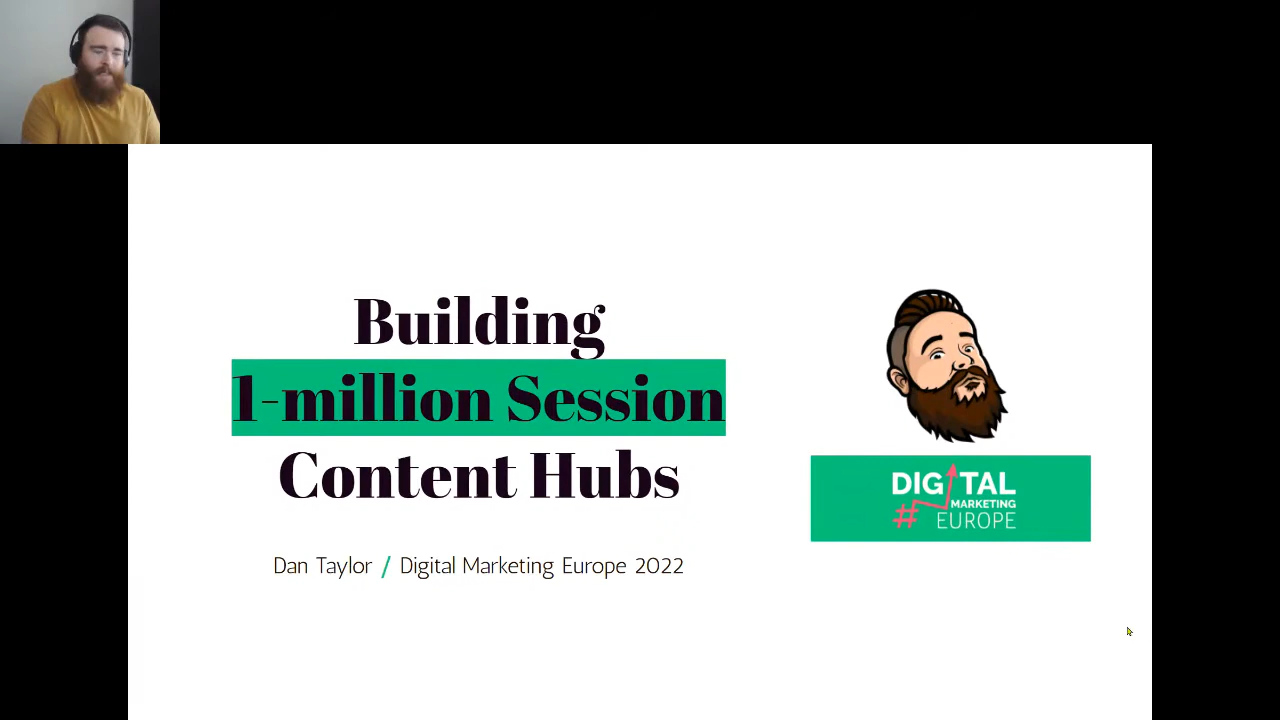 Building
1-million Session
Content Hubs
Dan Taylor / Digital Marketing Europe 2022
DIGITAL
MARKETING
# EUROPE